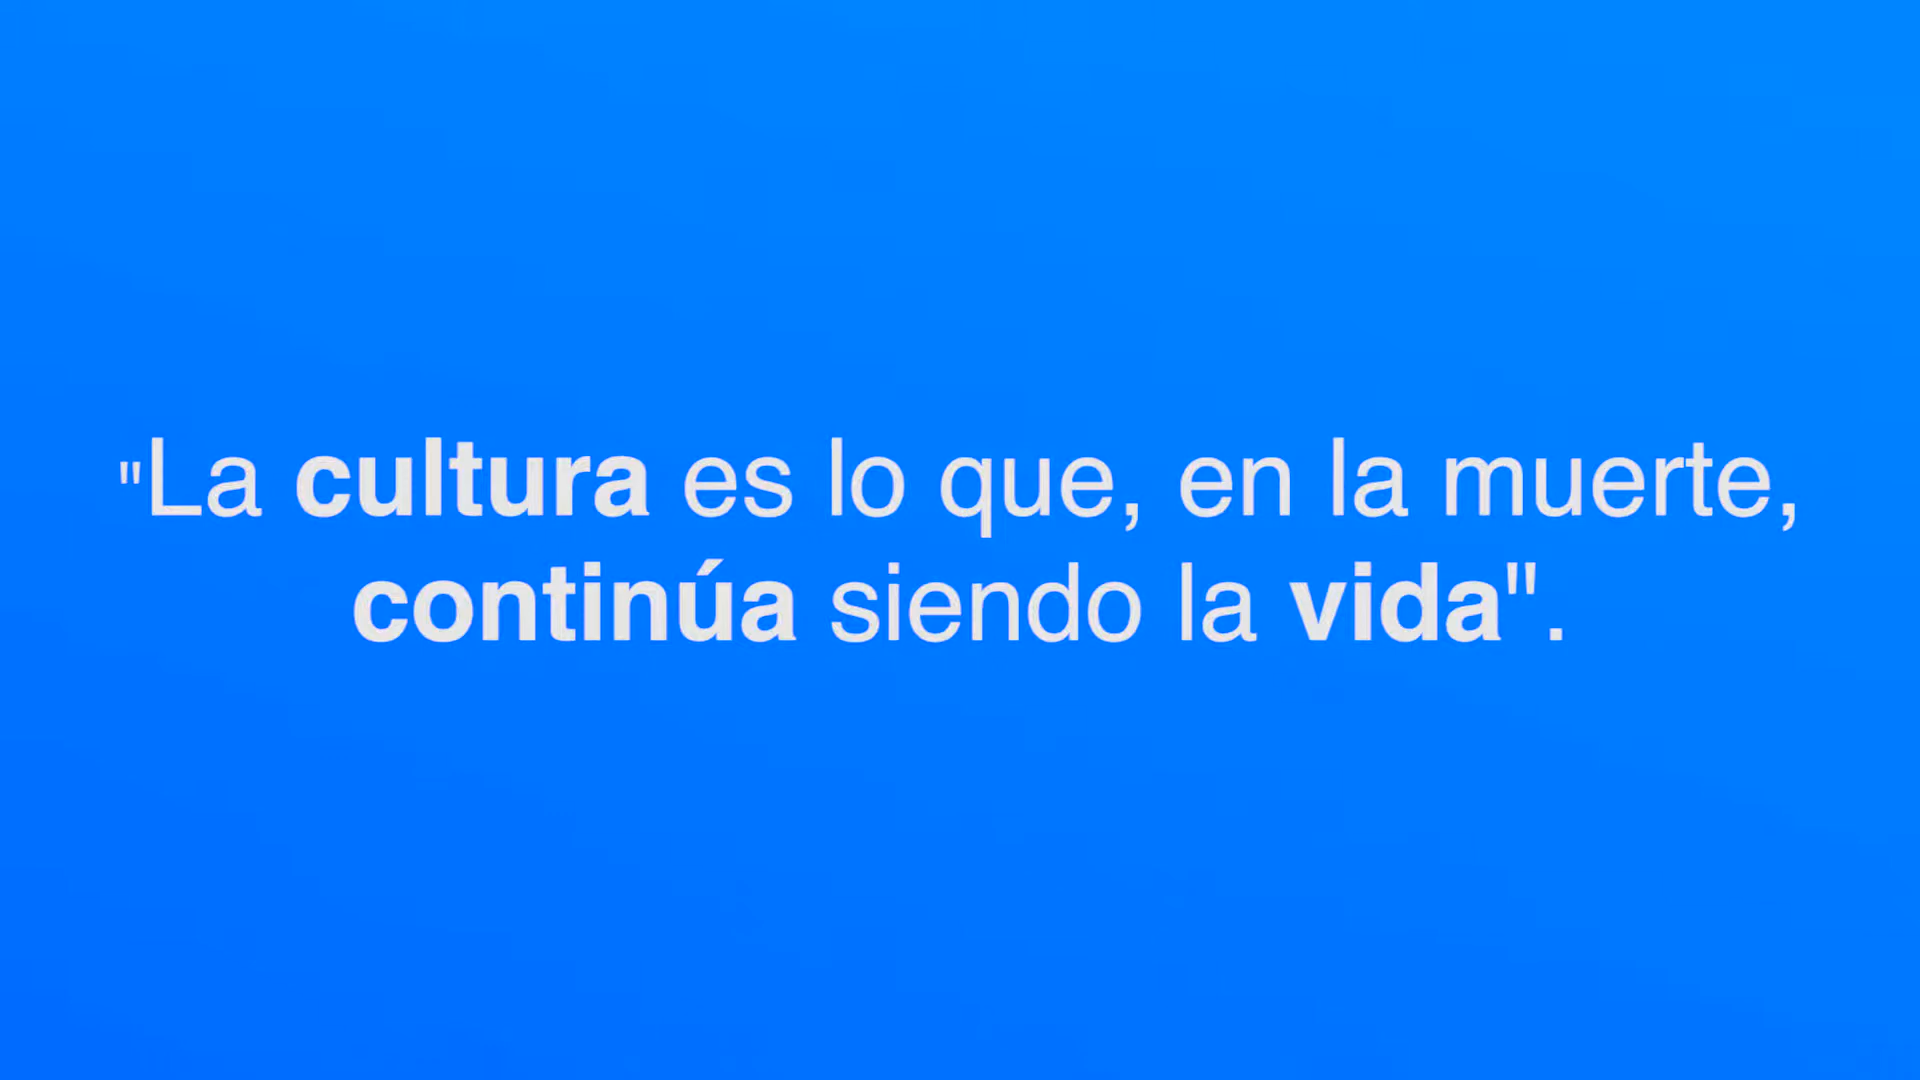 "La cultura es lo que, en la muerte,
continúa siendo la vida".